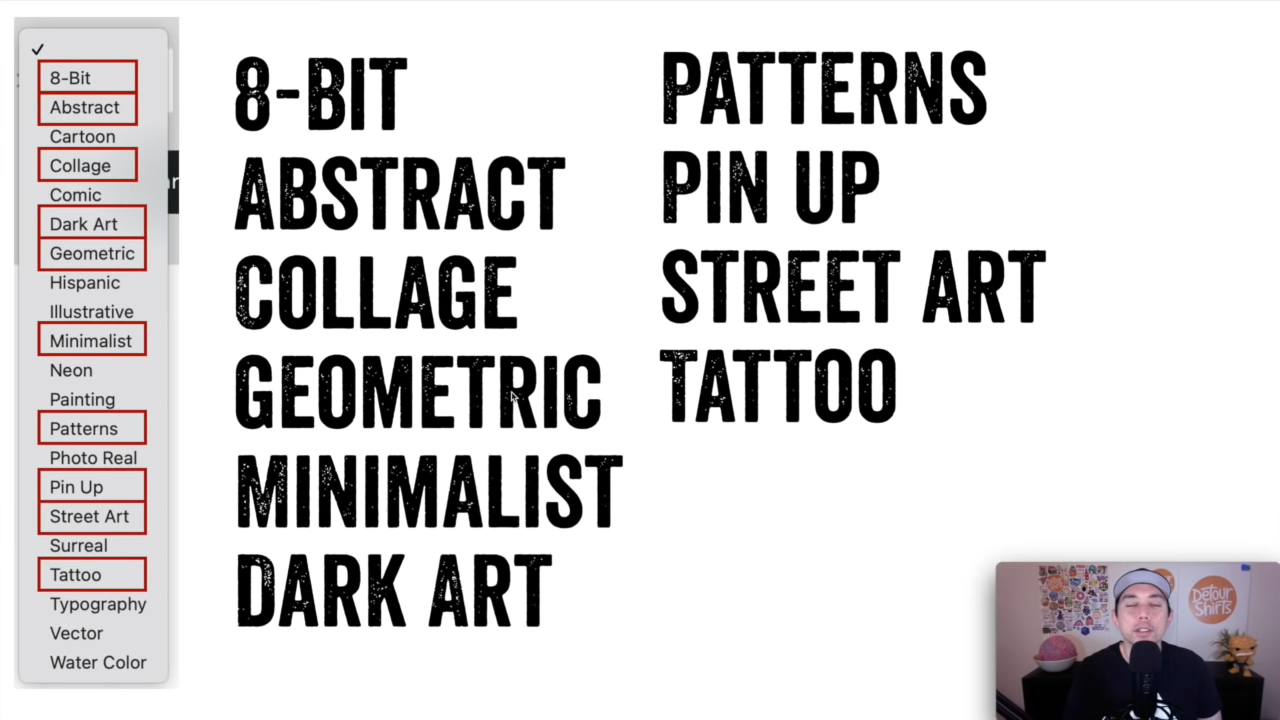 ✓
8-Bit
Abstract
Cartoon
Collage
Comic
Dark Art
Geometric
Hispanic
Illustrative
Minimalist
Neon
Painting
Patterns
Photo Real
Pin Up
Street Art
Surreal
Tattoo
Typography
Vector
Water Color
8-BIT
ABSTRACT
COLLAGE
GEOMETRIC
MINIMALIST
DARK ART
PATTERNS
PIN UP
STREET ART
TATTOO
DeTour
SHirTS